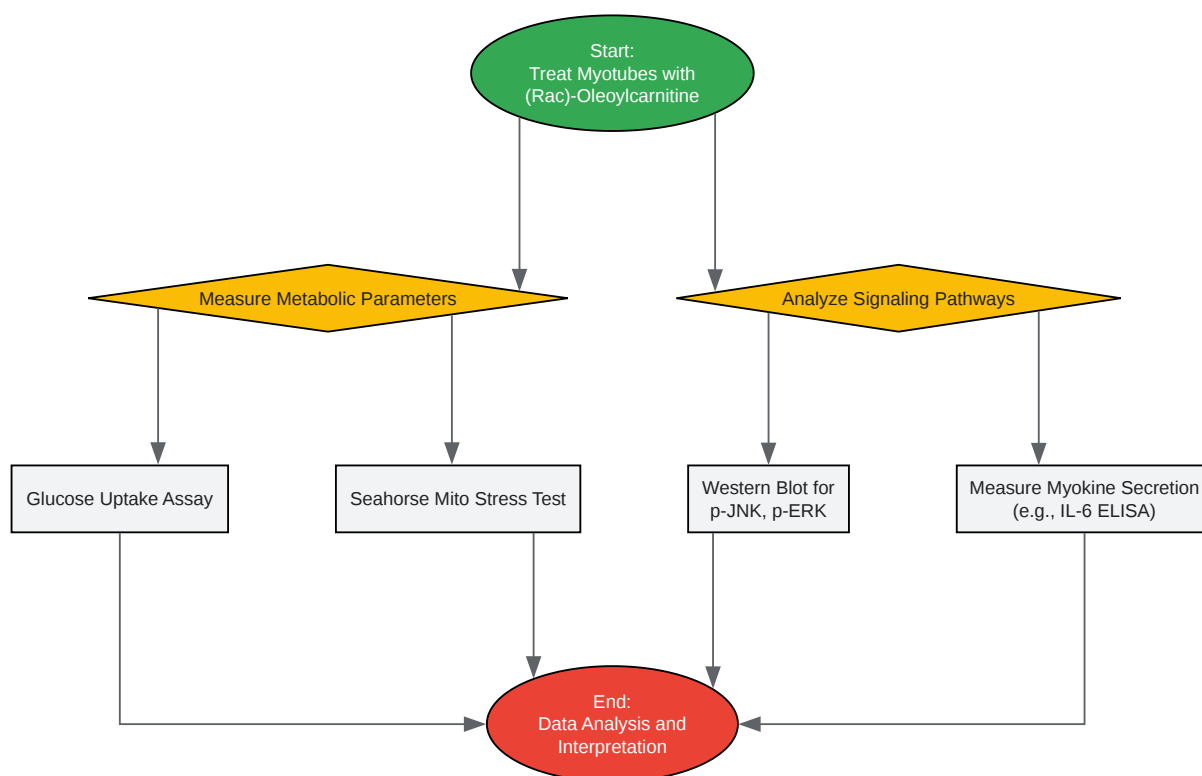 Start:
Treat Myotubes with
(Rac)-Oleoylcarnitine
Measure Metabolic Parameters
Analyze Signaling Pathways
Glucose Uptake Assay
Seahorse Mito Stress Test
Western Blot for
p-JNK, p-ERK
Measure Myokine Secretion
(e.g., IL-6 ELISA)
End:
Data Analysis and
Interpretation